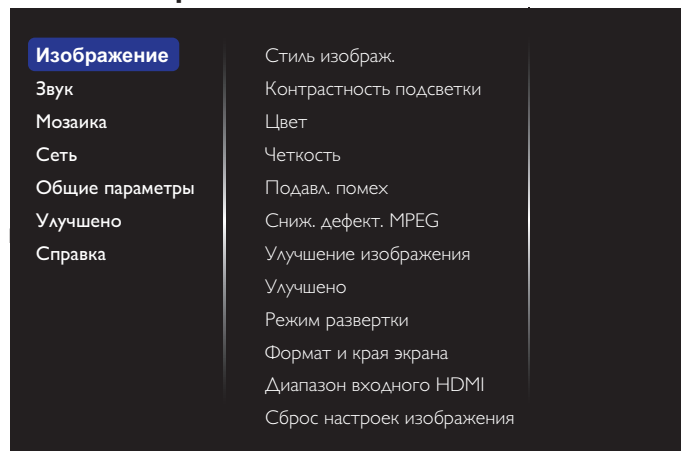 Изображение
Звук
Мозаика
Сеть
Общие параметры
Улучшено
Справка
Стиль изображ.
Контрастность подсветки
Цвет
Четкость
Подавл. помех
Сниж. дефект. MPEG
Улучшение изображения
Улучшено
Режим развертки
Формат и края экрана
Диапазон входного HDMI
Сброс настроек изображения